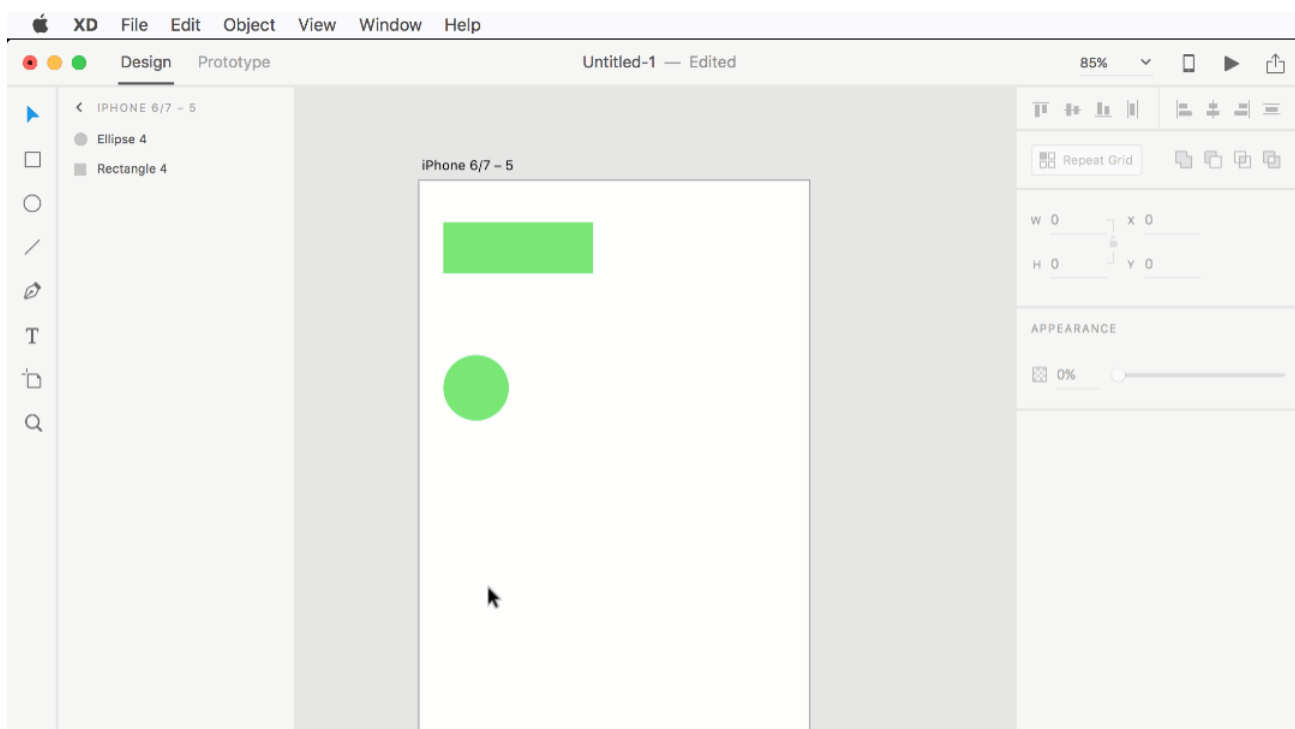 XD File Edit Object View Window Help
Design Prototype Untitled-1 — Edited 85%
IPHONE 6/7 – 5
Ellipse 4
Rectangle 4
T
iPhone 6/7 – 5
Repeat Grid
W 0 X 0
H 0 Y 0
APPEARANCE
0%